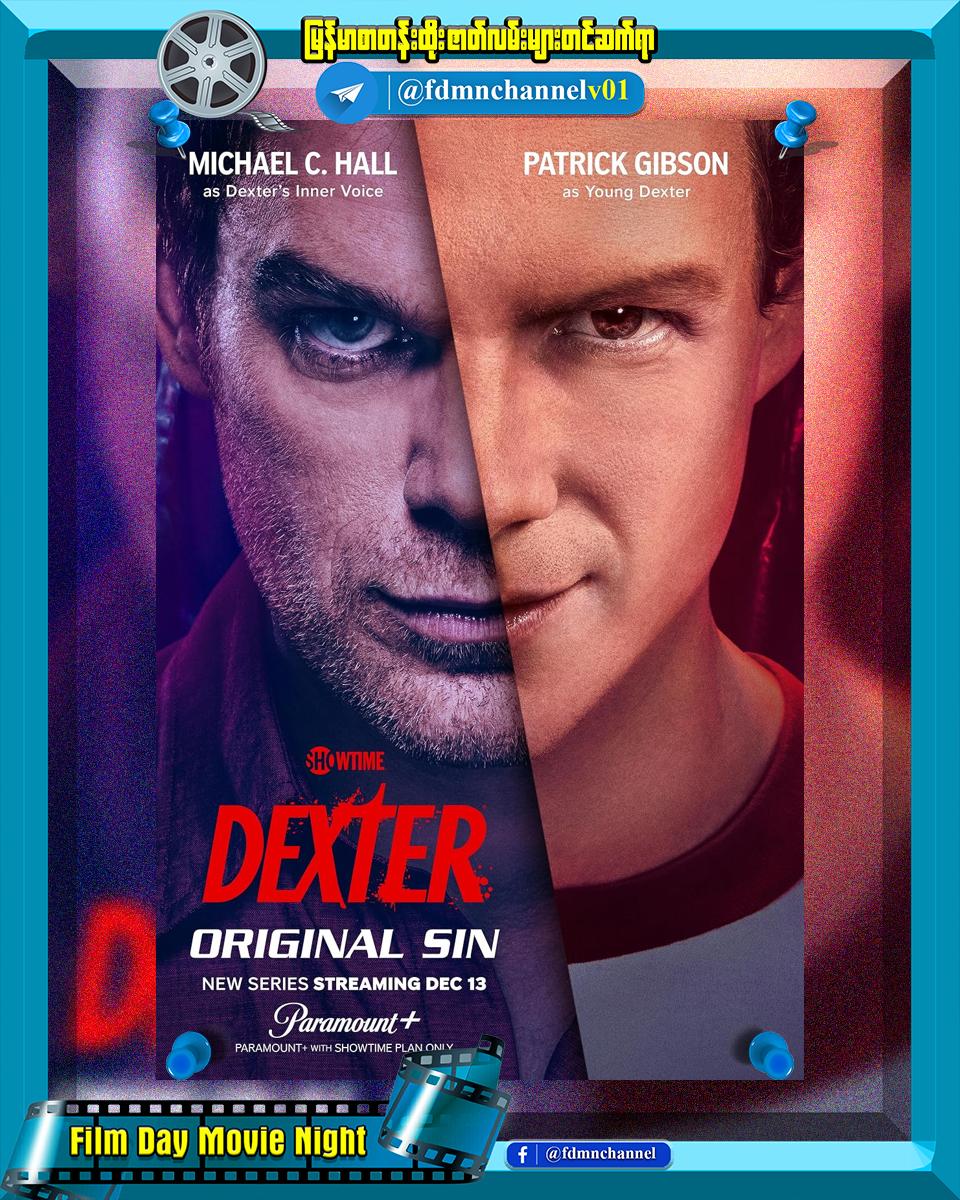 မြန်မာစာတန်းထိုးဇာတ်လမ်းများတင်ဆက်ရာ
@fdmnchannelv01
MICHAEL C. HALL
as Dexter's Inner Voice
PATRICK GIBSON
as Young Dexter
SHOWTIME
DEXTER
ORIGINAL SIN
NEW SERIES STREAMING DEC 13
Paramount+
PARAMOUNT+ WITH SHOWTIME PLAN ONLY
D
Film Day Movie Night
@fdmnchannel